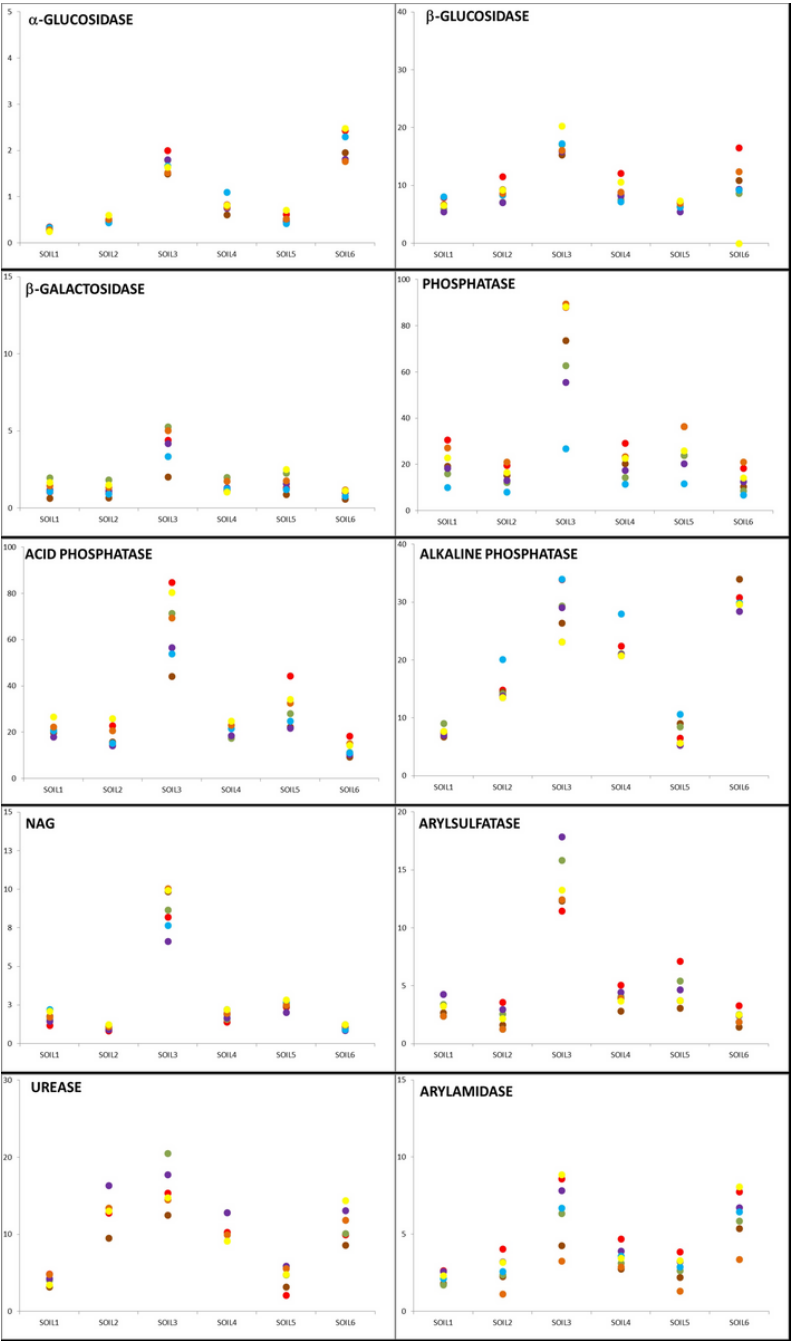 α-GLUCOSIDASE
5
4
3
2
1
0
SOIL1 SOIL2 SOIL3 SOIL4 SOIL5 SOIL6
β-GLUCOSIDASE
40
30
20
10
0
SOIL1 SOIL2 SOIL3 SOIL4 SOIL5 SOIL6
β-GALACTOSIDASE
15
10
5
0
SOIL1 SOIL2 SOIL3 SOIL4 SOIL5 SOIL6
PHOSPHATASE
100
80
60
40
20
0
SOIL1 SOIL2 SOIL3 SOIL4 SOIL5 SOIL6
ACID PHOSPHATASE
100
80
60
40
20
0
SOIL1 SOIL2 SOIL3 SOIL4 SOIL5 SOIL6
ALKALINE PHOSPHATASE
40
30
20
10
0
SOIL1 SOIL2 SOIL3 SOIL4 SOIL5 SOIL6
NAG
15
13
10
8
5
3
0
SOIL1 SOIL2 SOIL3 SOIL4 SOIL5 SOIL6
ARYLSULFATASE
20
15
10
5
0
SOIL1 SOIL2 SOIL3 SOIL4 SOIL5 SOIL6
UREASE
30
20
10
0
SOIL1 SOIL2 SOIL3 SOIL4 SOIL5 SOIL6
ARYLAMIDASE
15
10
5
0
SOIL1 SOIL2 SOIL3 SOIL4 SOIL5 SOIL6